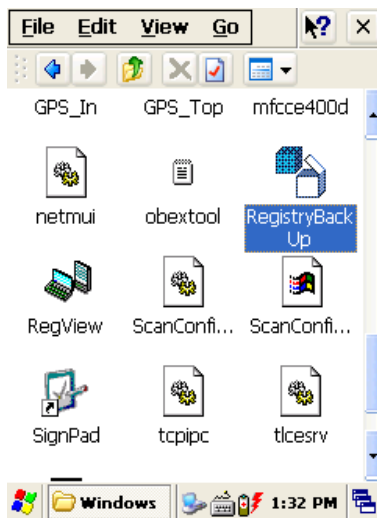 File Edit View Go
GPS_In GPS_Top mfcce400d
netmui obextool RegistryBack
Up
RegView ScanConfi... ScanConfi...
SignPad tcpipc tlcesrv
Windows 1:32 PM